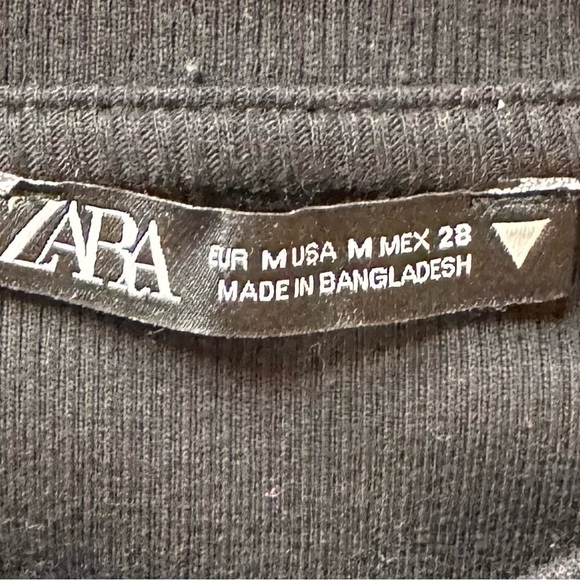 ZARA
EUR M USA M MEX 28
MADE IN BANGLADESH